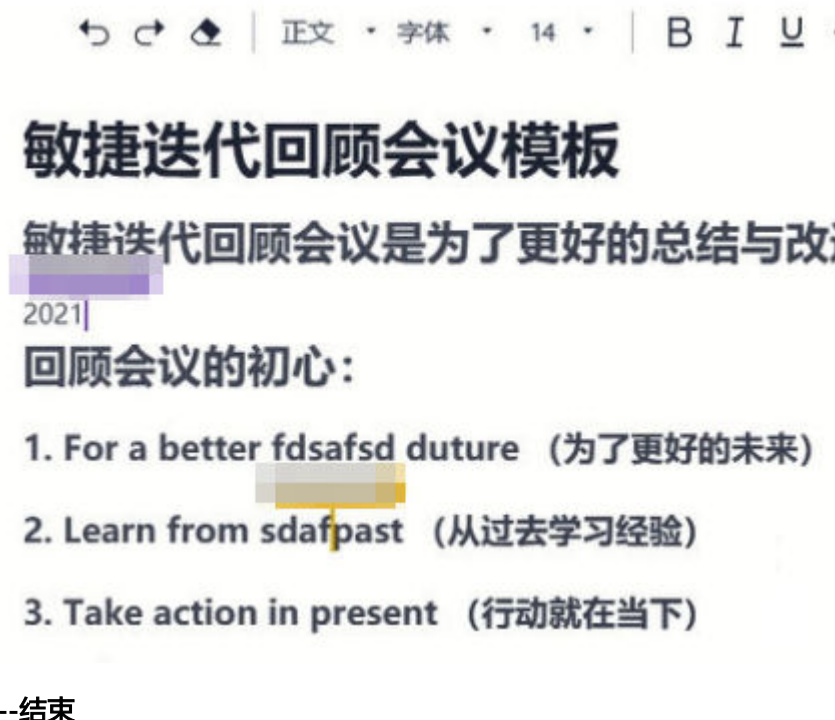 正文 字体 14 B I U
敏捷迭代回顾会议模板
敏捷迭代回顾会议是为了更好的总结与改
2021
回顾会议的初心：
1. For a better fdsafsd duture （为了更好的未来）
2. Learn from sdafpast （从过去学习经验）
3. Take action in present （行动就在当下）
--结束